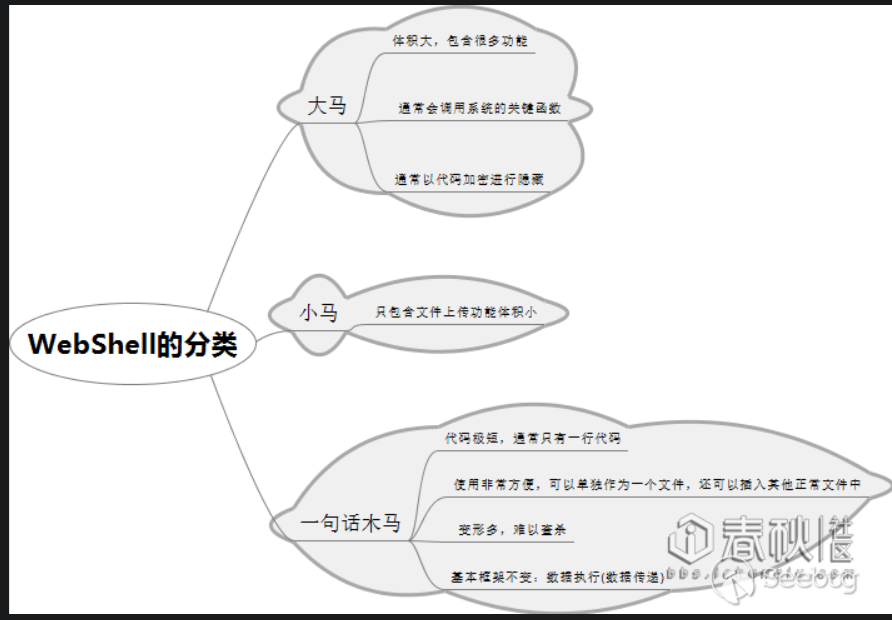 体积大，包含很多功能
大马
通常会调用系统的关键函数
通常以代码加密进行隐藏
小马
只包含文件上传功能体积小
WebShell的分类
代码极短，通常只有一行代码
使用非常方便，可以单独作为一个文件，还可以插入其他正常文件中
一句话木马
变形多，难以查杀
基本框架不变：数据执行(数据传递)
春秋 社区
Seebug